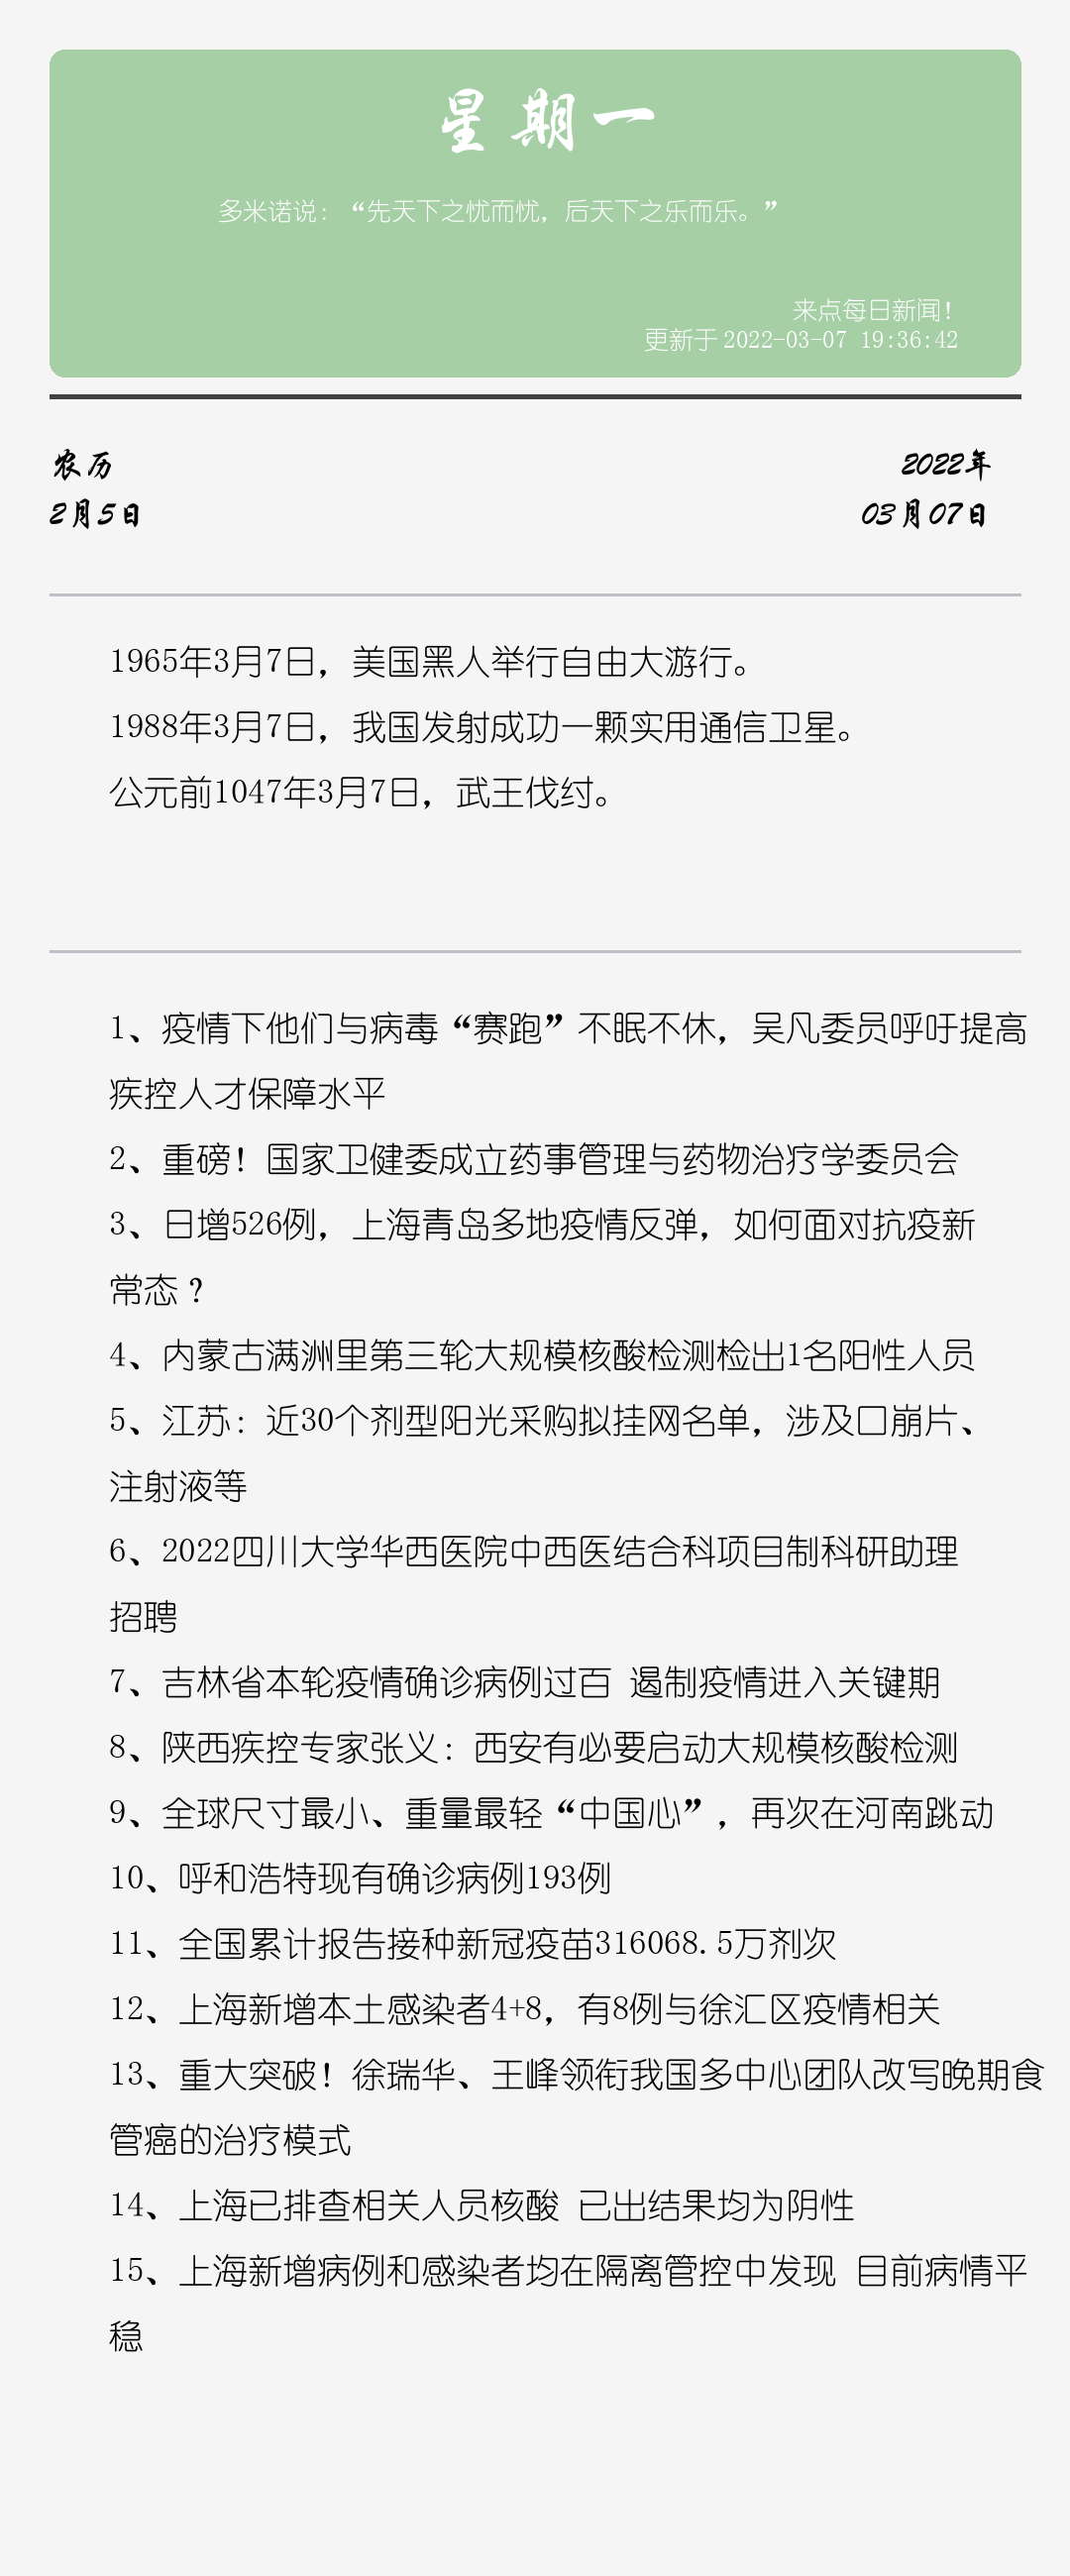 星期一
多米诺说：“先天下之忧而忧，后天下之乐而乐。”
来点每日新闻！
更新于 2022-03-07 19:36:42
农历
2022年
2月5日
03月07日
1965年3月7日，美国黑人举行自由大游行。
1988年3月7日，我国发射成功一颗实用通信卫星。
公元前1047年3月7日，武王伐纣。
1、疫情下他们与病毒“赛跑”不眠不休，吴凡委员呼吁提高
疾控人才保障水平
2、重磅！国家卫健委成立药事管理与药物治疗学委员会
3、日增526例，上海青岛多地疫情反弹，如何面对抗疫新
常态？
4、内蒙古满洲里第三轮大规模核酸检测检出1名阳性人员
5、江苏：近30个剂型阳光采购拟挂网名单，涉及口崩片、
注射液等
6、2022四川大学华西医院中西医结合科项目制科研助理
招聘
7、吉林省本轮疫情确诊病例过百 遏制疫情进入关键期
8、陕西疾控专家张义：西安有必要启动大规模核酸检测
9、全球尺寸最小、重量最轻“中国心”，再次在河南跳动
10、呼和浩特现有确诊病例193例
11、全国累计报告接种新冠疫苗316068.5万剂次
12、上海新增本土感染者4+8，有8例与徐汇区疫情相关
13、重大突破！徐瑞华、王峰领衔我国多中心团队改写晚期食
管癌的治疗模式
14、上海已排查相关人员核酸 已出结果均为阴性
15、上海新增病例和感染者均在隔离管控中发现 目前病情平
稳